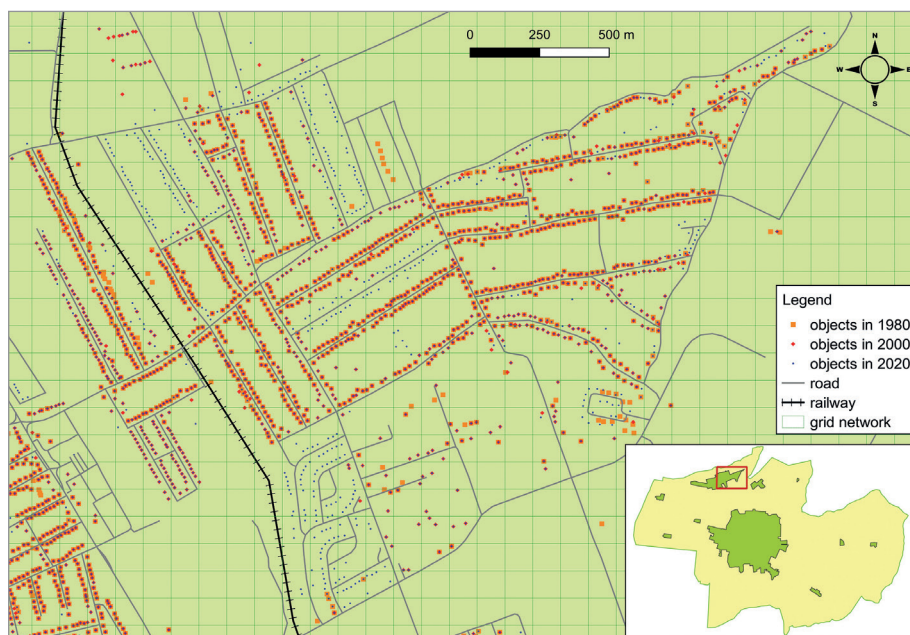 0 250 500 m
N
W E
S
Legend
objects in 1980
objects in 2000
objects in 2020
road
railway
grid network